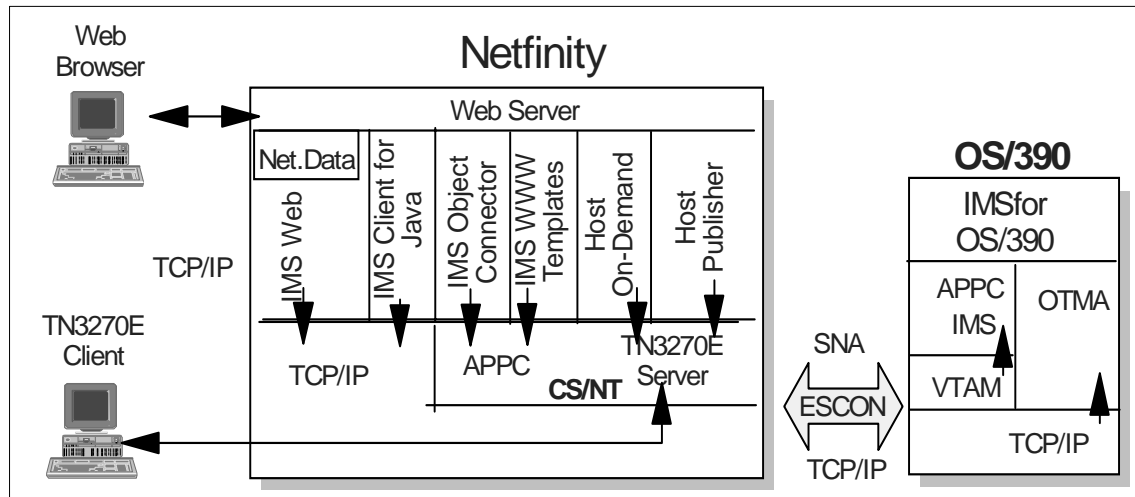 Web
Browser
Netfinity
Web Server
Net.Data
IMS Web
IMS Client for
Java
IMS Object
Connector
IMS WWW
Templates
Host
On-Demand
Host
Publisher
TCP/IP
TN3270E
Client
TCP/IP
APPC
TN3270E
Server
CS/NT
SNA
ESCON
TCP/IP
OS/390
IMSfor
OS/390
APPC
IMS
OTMA
VTAM
TCP/IP